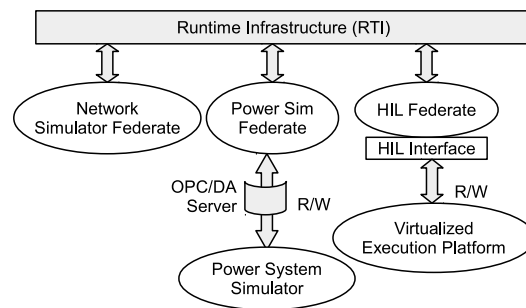 Runtime Infrastructure (RTI)
Network
Simulator Federate
Power Sim
Federate
HIL Federate
HIL Interface
OPC/DA
Server
R/W
R/W
Virtualized
Execution Platform
Power System
Simulator